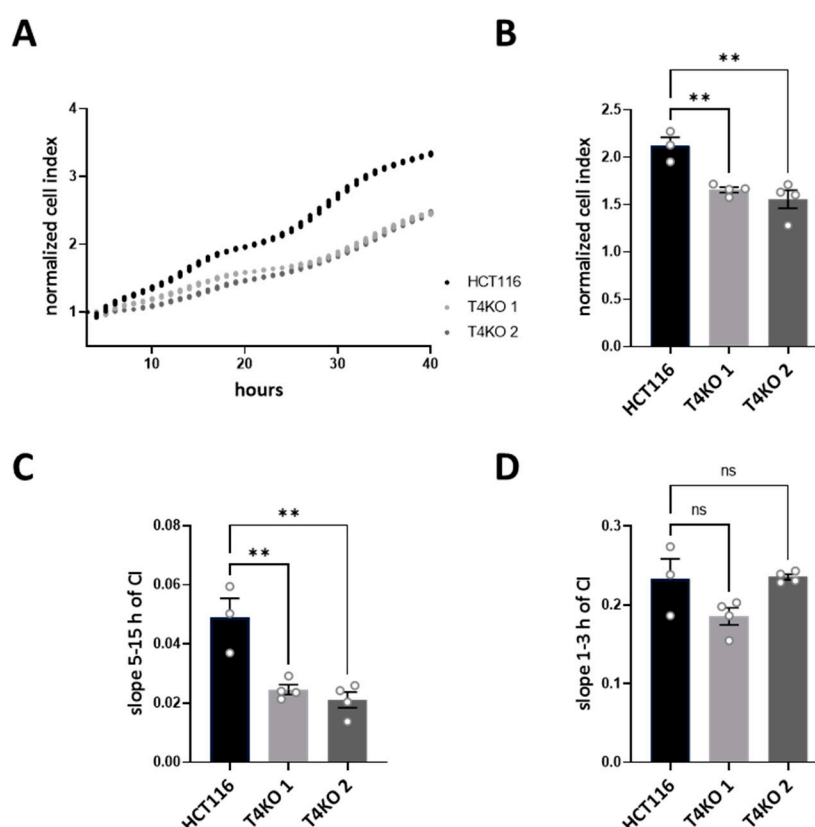 A
normalized cell index
4
3
2
1
10
20
30
40
hours
HCT116
T4KO 1
T4KO 2
B
**
**
normalized cell index
2.5
2.0
1.5
1.0
0.5
0.0
HCT116
T4KO 1
T4KO 2
C
**
**
slope 5-15 h of CI
0.08
0.06
0.04
0.02
0.00
HCT116
T4KO 1
T4KO 2
D
ns
ns
slope 1-3 h of CI
0.3
0.2
0.1
0.0
HCT116
T4KO 1
T4KO 2